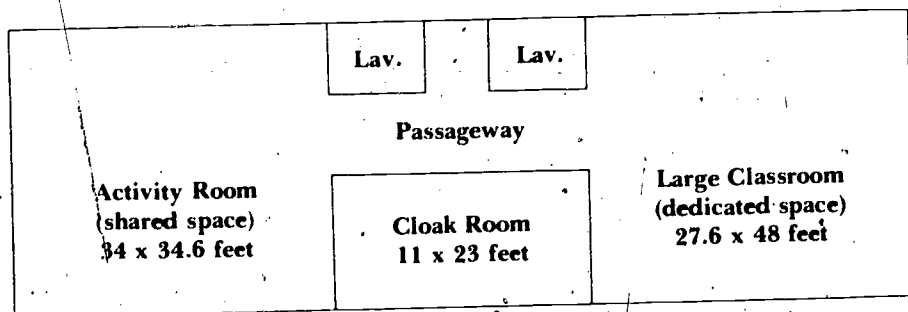 Lav.
Lav.
Passageway
Activity Room
(shared space)
34 x 34.6 feet
Cloak Room
11 x 23 feet
Large Classroom
(dedicated space)
27.6 x 48 feet